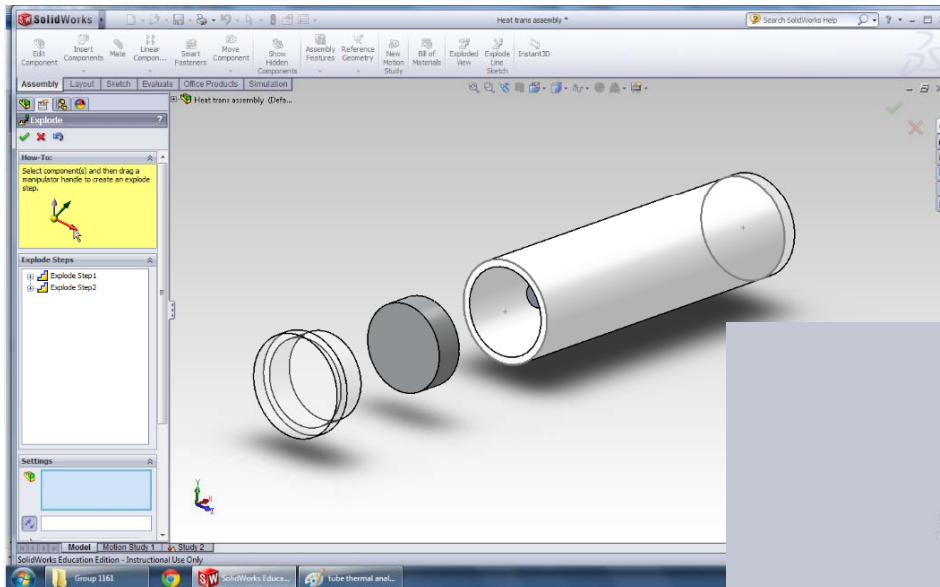 SolidWorks
Heat trans assembly *
Search SolidWorks Help
Edit Component
Insert Components
Mate
Linear Compon...
Smart Fasteners
Move Component
Show Hidden Components
Assembly Features
Reference Geometry
New Motion Study
Bill of Materials
Exploded View
Explode Line Sketch
Instant3D
Assembly Layout Sketch Evaluate Office Products Simulation
Heat trans assembly (Defa...
Explode ?
How-To:
Select component(s) and then drag a
manipulator handle to create an explode
step.
Explode Steps
Explode Step1
Explode Step2
Settings
Y
X
Z
Model Motion Study 1 Study 2
SolidWorks Education Edition - Instructional Use Only
Group 1161
SW SolidWorks Educa...
tube thermal anal...